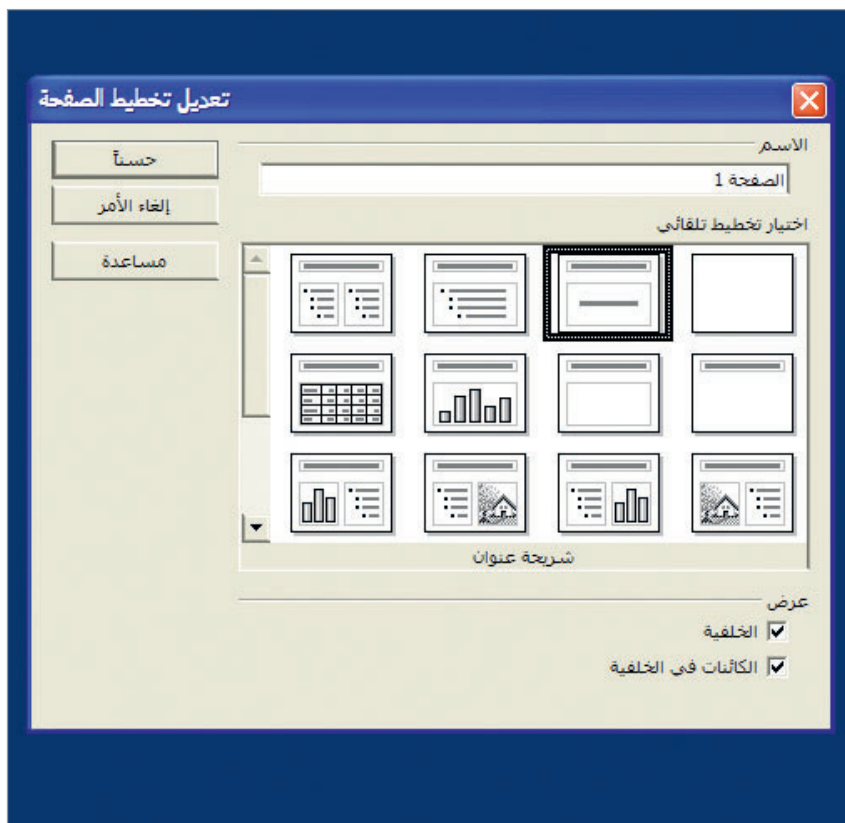 تعديل تخطيط الصفحة
الاسم
الصفحة 1
اختيار تخطيط تلقائي
شريحة عنوان
عرض
الخلفية
الكائنات في الخلفية
حسناً
إلغاء الأمر
مساعدة